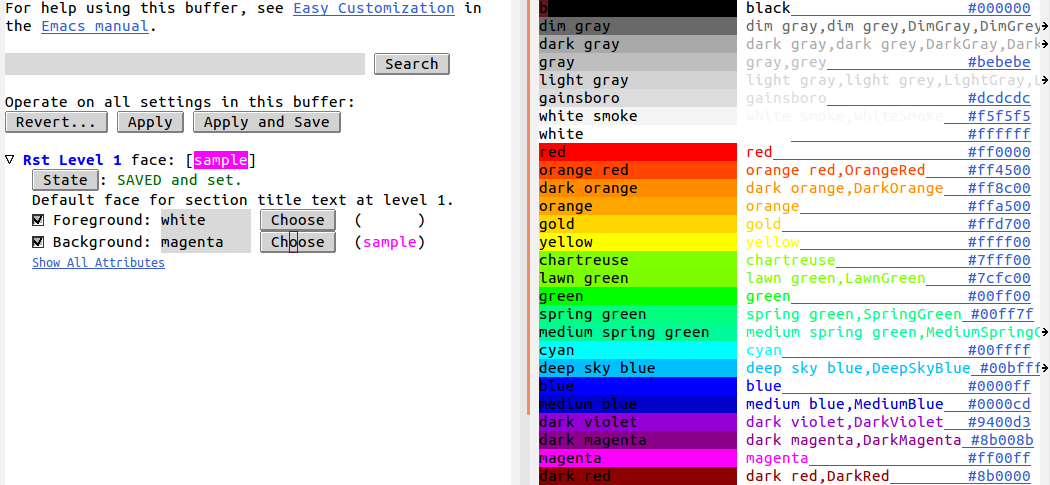 For help using this buffer, see Easy Customization in
the Emacs manual.
Search
Operate on all settings in this buffer:
Revert... Apply Apply and Save
▽ Rst Level 1 face: [sample]
State : SAVED and set.
Default face for section title text at level 1.
Foreground: white Choose ( )
Background: magenta Choose (sample)
Show All Attributes
b black #000000
dim gray dim gray,dim grey,DimGray,DimGrey
dark gray dark gray,dark grey,DarkGray,Dark
gray gray,grey #bebebe
light gray light gray,light grey,LightGray,L
gainsboro gainsboro #dcdcdc
white smoke white smoke,WhiteSmoke #f5f5f5
white #ffffff
red red #ff0000
orange red orange red,OrangeRed #ff4500
dark orange dark orange,DarkOrange #ff8c00
orange orange #ffa500
gold gold #ffd700
yellow yellow #ffff00
chartreuse chartreuse #7fff00
lawn green lawn green,LawnGreen #7cfc00
green green #00ff00
spring green spring green,SpringGreen #00ff7f
medium spring green medium spring green,MediumSpringG
cyan cyan #00ffff
deep sky blue deep sky blue,DeepSkyBlue #00bfff
blue blue #0000ff
medium blue medium blue,MediumBlue #0000cd
dark violet dark violet,DarkViolet #9400d3
dark magenta dark magenta,DarkMagenta #8b008b
magenta magenta #ff00ff
dark red dark red,DarkRed #8b0000